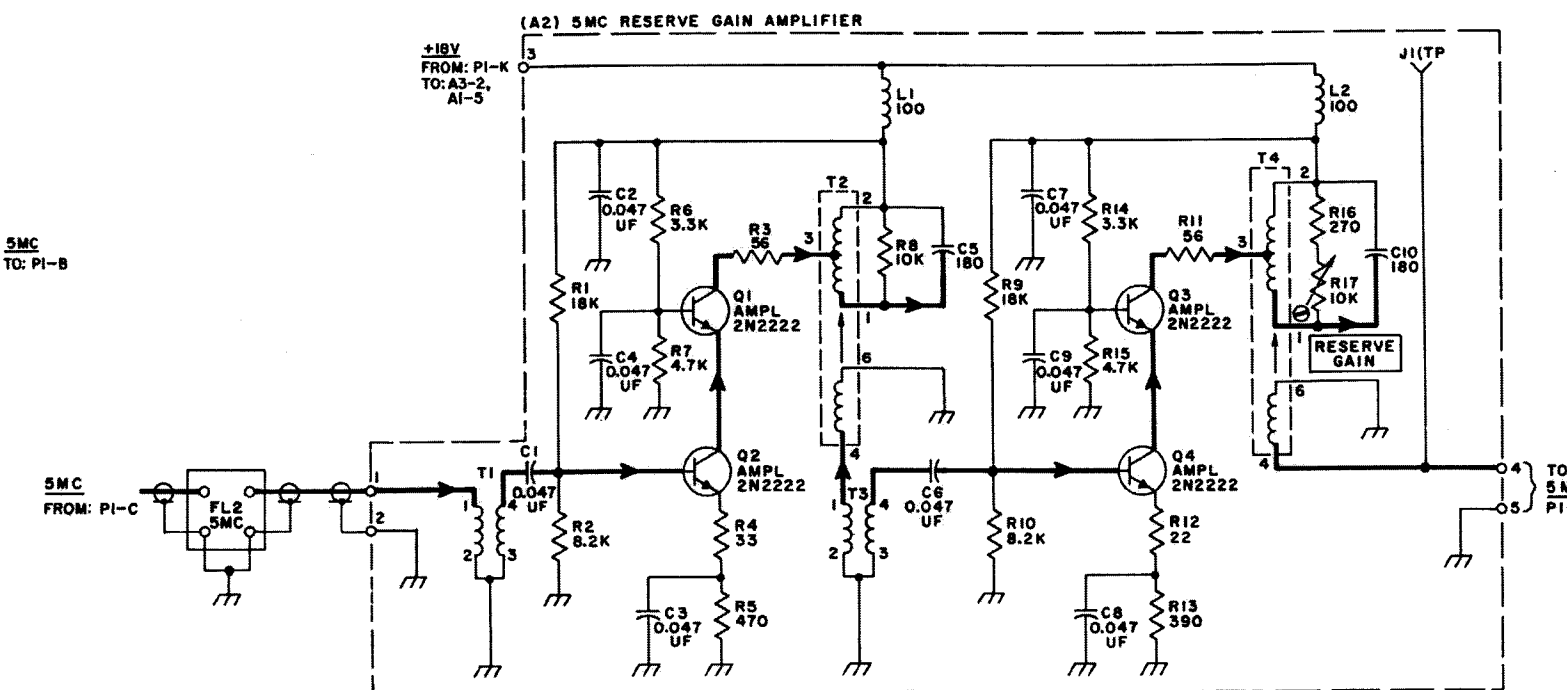 (A2) 5MC RESERVE GAIN AMPLIFIER
+18V
FROM: P1-K
TO: A3-2,
A1-5
3
J1(TP
L1
100
L2
100
5MC
TO: P1-B
C2
0.047
UF
R6
3.3K
R3
56
3
T2
2
R8
10K
C5
180
1
R1
18K
Q1
AMPL
2N2222
C4
0.047
UF
R7
4.7K
6
4
C7
0.047
UF
R14
3.3K
R11
56
3
T4
2
R16
270
R17
10K
C10
180
1
RESERVE
GAIN
R9
18K
Q3
AMPL
2N2222
C9
0.047
UF
R15
4.7K
6
4
5MC
FROM: P1-C
FL2
5MC
1
2
T1
1
2
4
3
C1
0.047
UF
R2
8.2K
Q2
AMPL
2N2222
R4
33
C3
0.047
UF
R5
470
T3
1
2
4
3
C6
0.047
UF
R10
8.2K
Q4
AMPL
2N2222
R12
22
C8
0.047
UF
R13
390
4
5
TO
5M
P1-